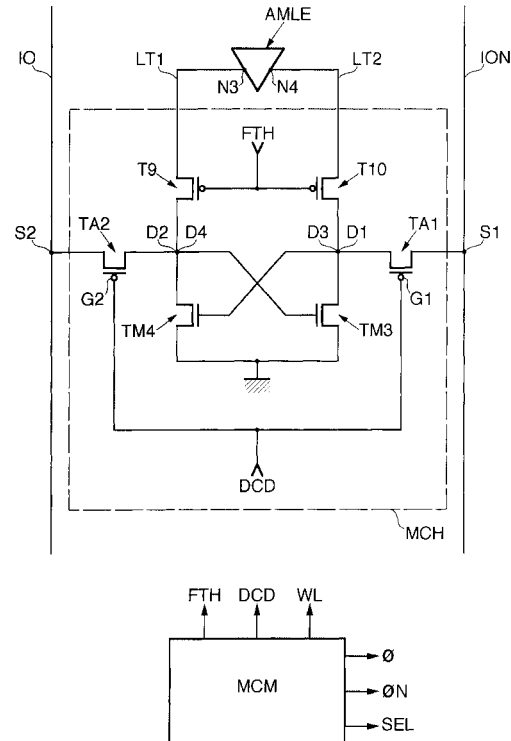 AMLE
IO
LT1
LT2
ION
N3 N4
FTH
T9
T10
S2
TA2
D2 D4
D3 D1
TA1
S1
G2
G1
TM4
TM3
DCD
MCH
FTH DCD WL
MCM
Ø
ØN
SEL